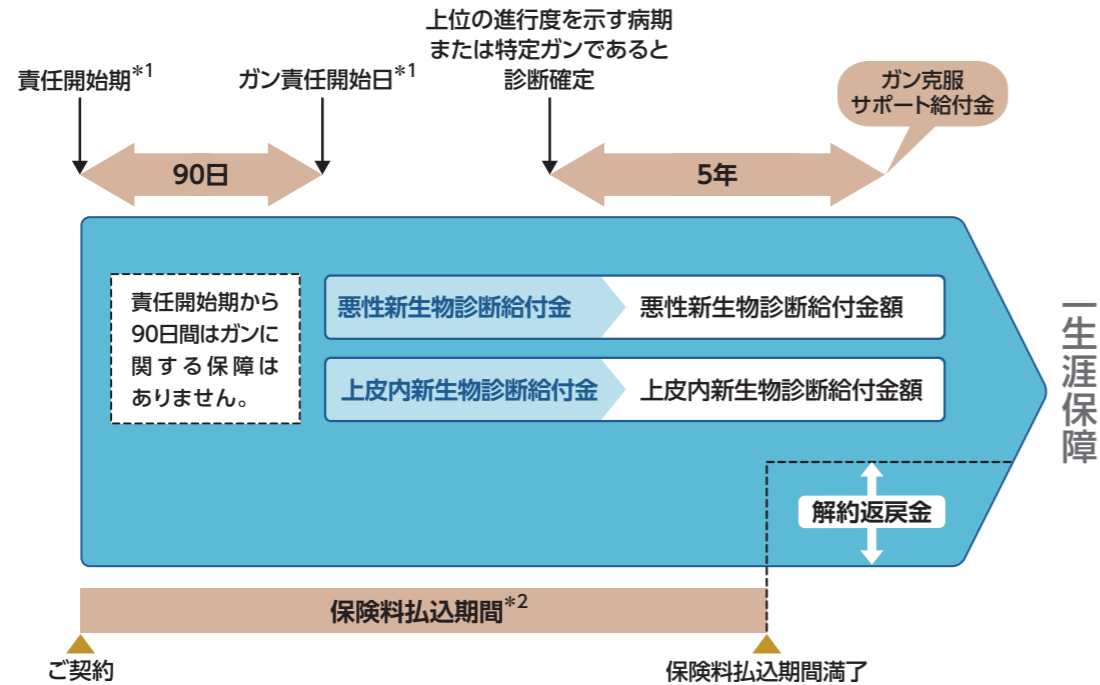 上位の進行度を示す病期
または特定ガンであると
診断確定
責任開始期*1
ガン責任開始日*1
ガン克服
サポート給付金
90日
5年
責任開始期から
90日間はガンに
関する保障は
ありません。
悪性新生物診断給付金
悪性新生物診断給付金額
上皮内新生物診断給付金
上皮内新生物診断給付金額
一生涯保障
解約返戻金
保険料払込期間*2
ご契約
保険料払込期間満了